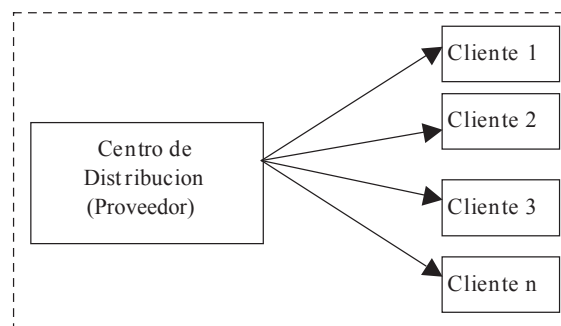 Centro de
Distribucion
(Proveedor)
Cliente 1
Cliente 2
Cliente 3
Cliente n